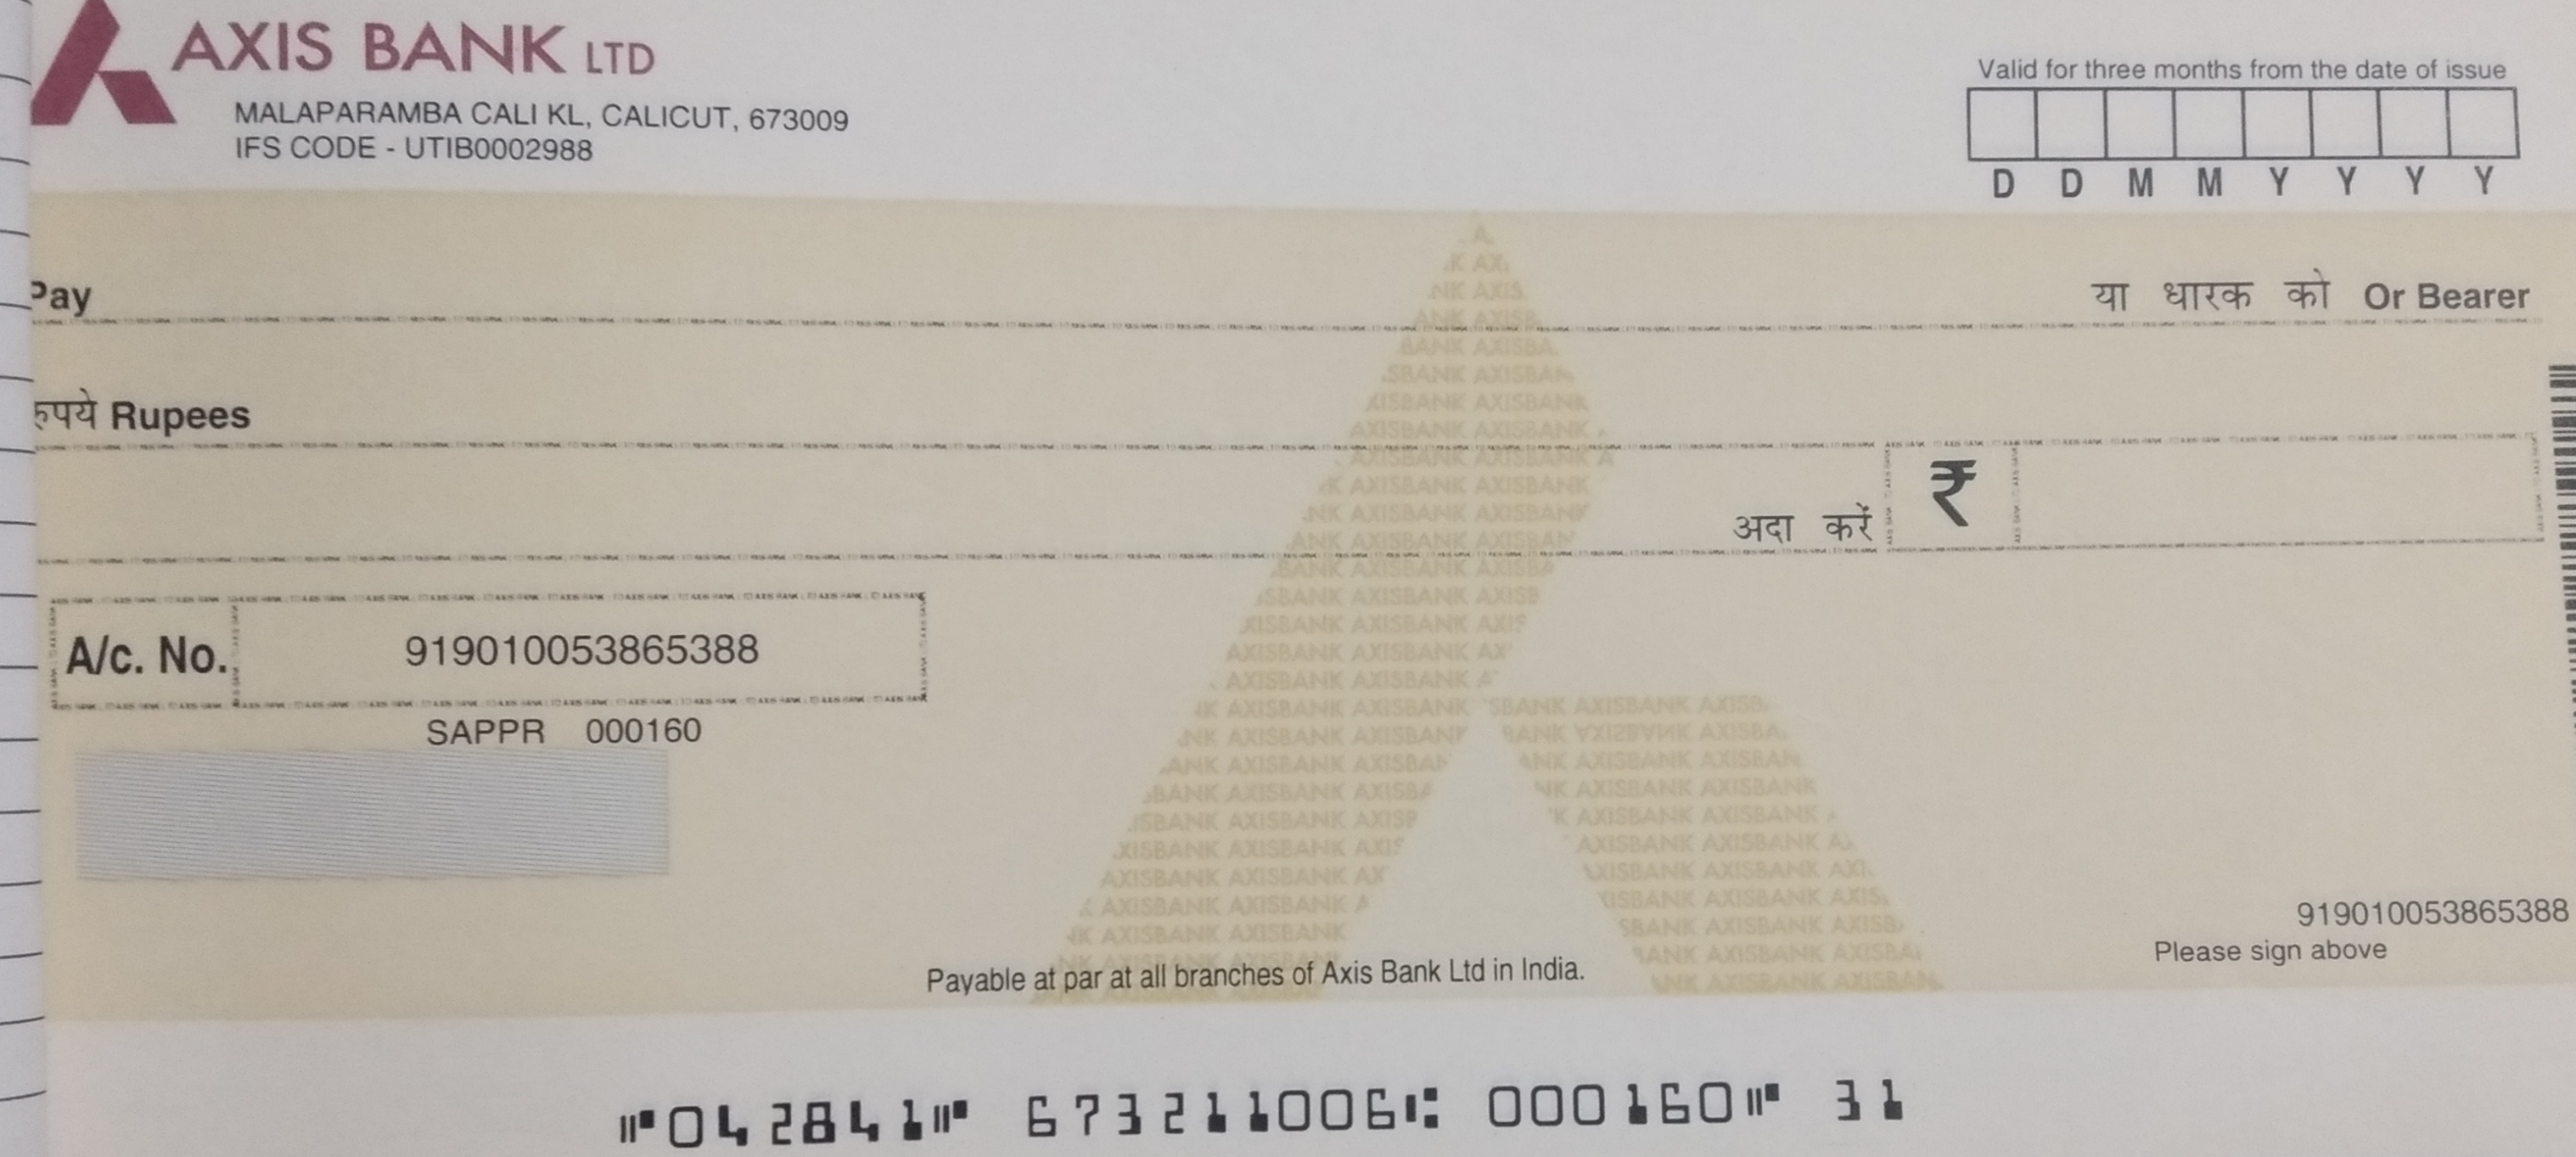 AXIS BANK LTD
MALAPARAMBA CALI KL, CALICUT, 673009
IFS CODE - UTIB0002988
Valid for three months from the date of issue
D D M M Y Y Y Y
Pay
या धारक को Or Bearer
रुपये Rupees
अदा करें ₹
A/c. No. 919010053865388
SAPPR 000160
919010053865388
Please sign above
Payable at par at all branches of Axis Bank Ltd in India.
⑈042841⑈ 673211006⑆ 000160⑈ 31